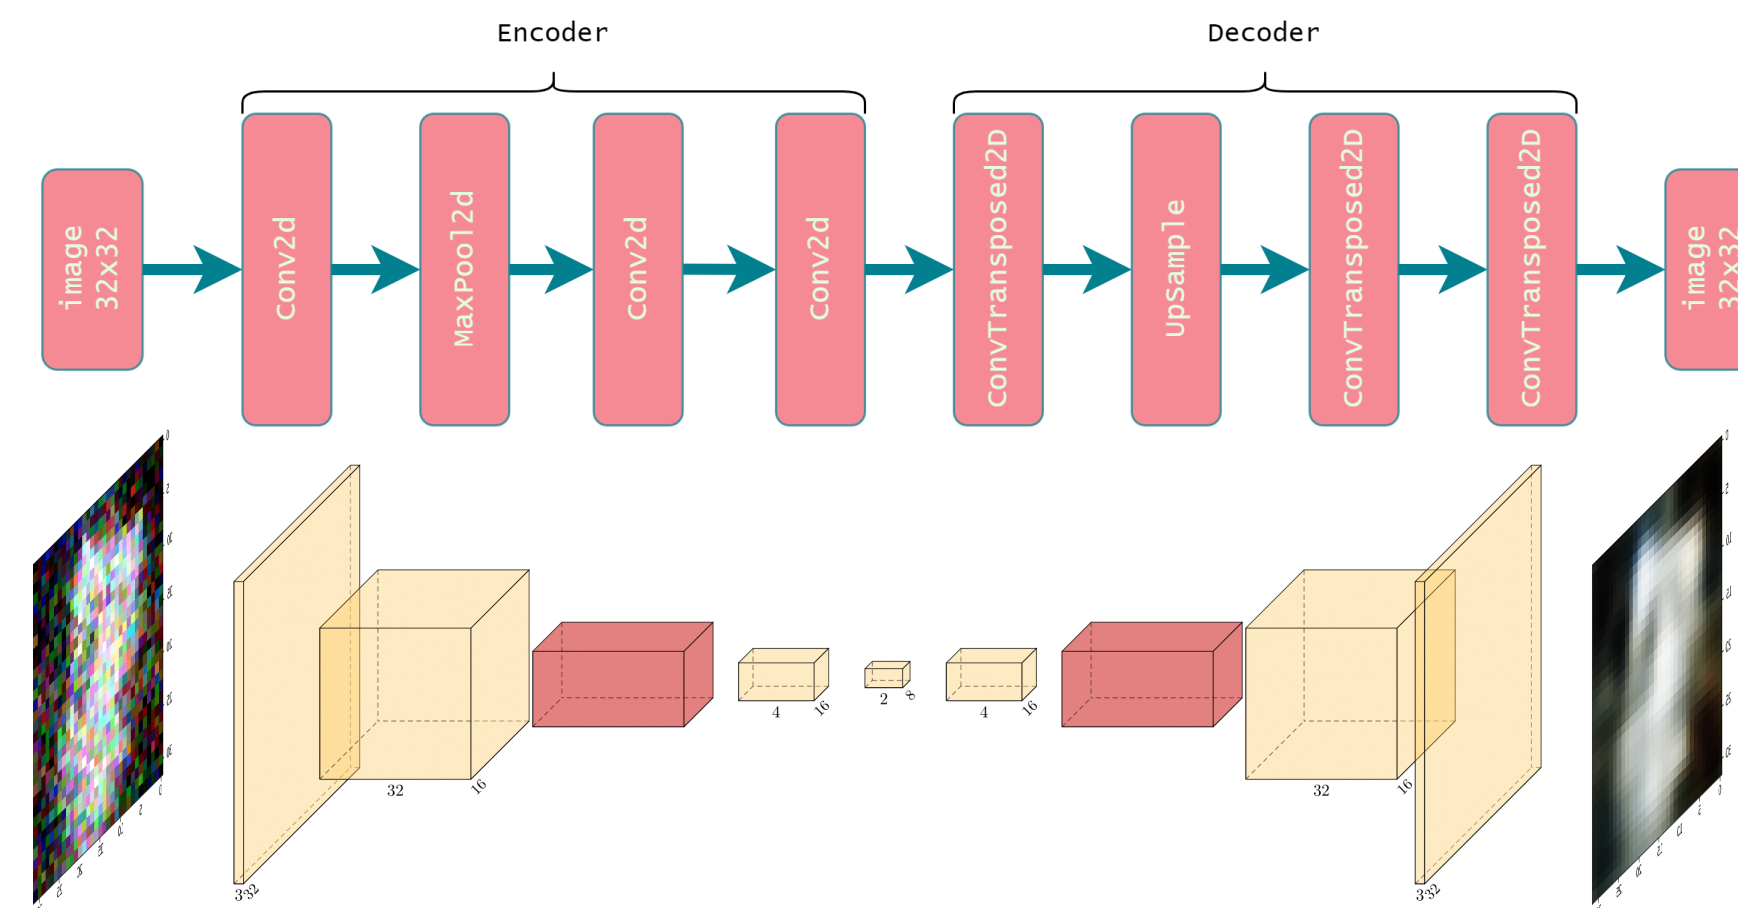 Encoder
Decoder
image
32x32
Conv2d
MaxPool2d
Conv2d
Conv2d
ConvTransposed2D
UpSample
ConvTransposed2D
ConvTransposed2D
image
32x32
3
32
32
16
4
16
2
8
4
16
32
16
3
32